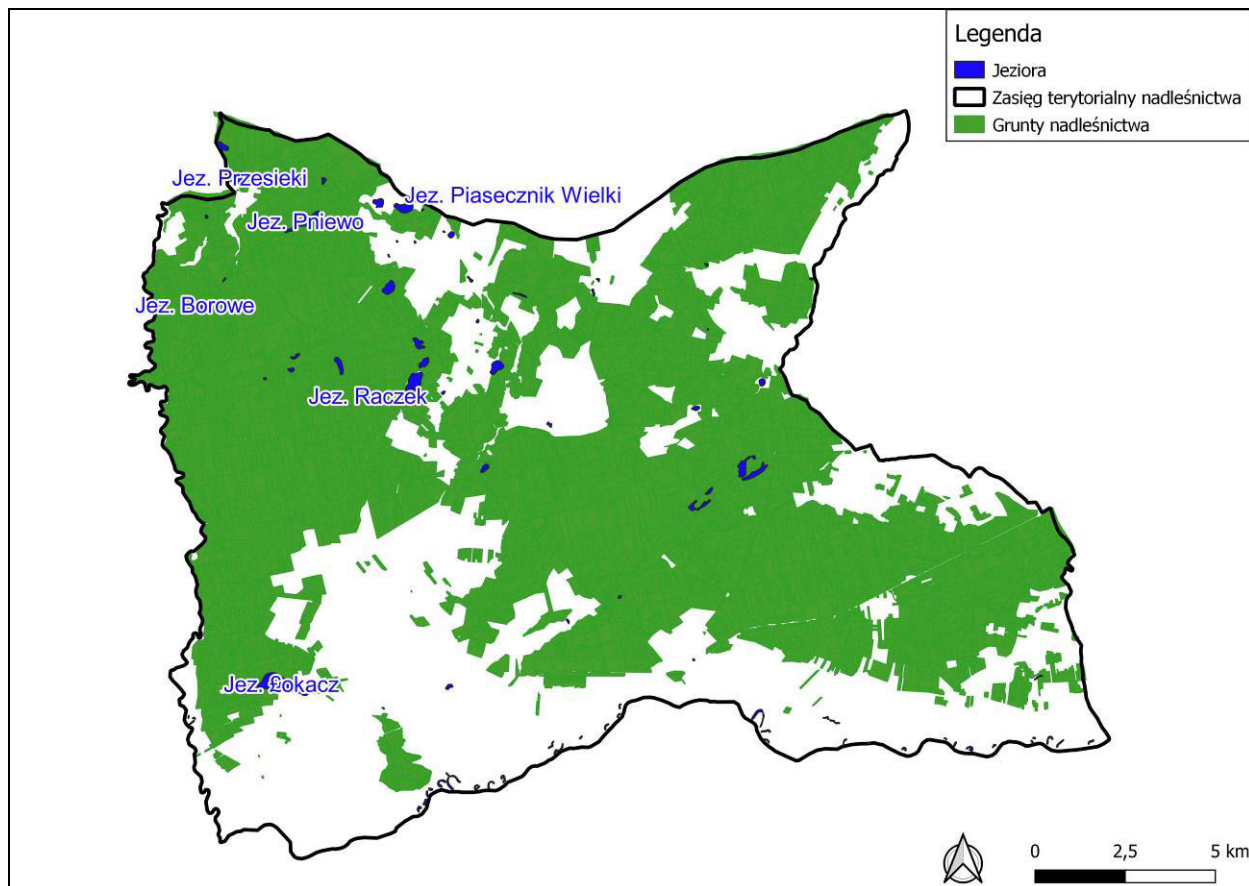 Legenda
Jeziora
Zasięg terytorialny nadleśnictwa
Grunty nadleśnictwa
Jez. Przesieki
Jez. Piasecznik Wielki
Jez. Pniewo
Jez. Borowe
Jez. Raczek
Jez. £okacz
0 2,5 5 km